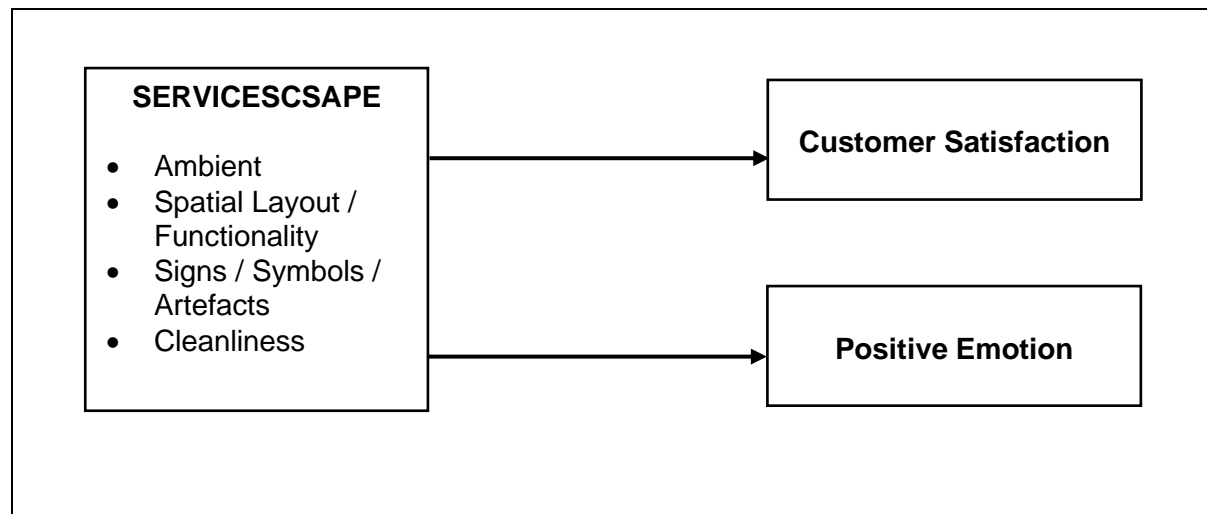 SERVICESCSAPE
• Ambient
• Spatial Layout /
Functionality
• Signs / Symbols /
Artefacts
• Cleanliness
Customer Satisfaction
Positive Emotion